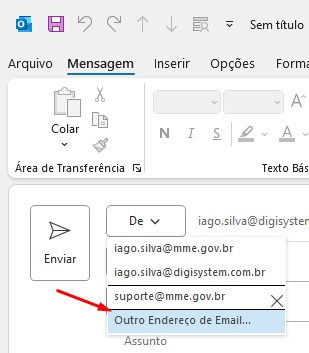 Sem título
Arquivo Mensagem Inserir Opções Forma
Colar
N I S
Área de Transferência
Texto Bási
De
iago.silva@digisystem
Enviar
iago.silva@mme.gov.br
iago.silva@digisystem.com.br
suporte@mme.gov.br
Outro Endereço de Email...
Assunto